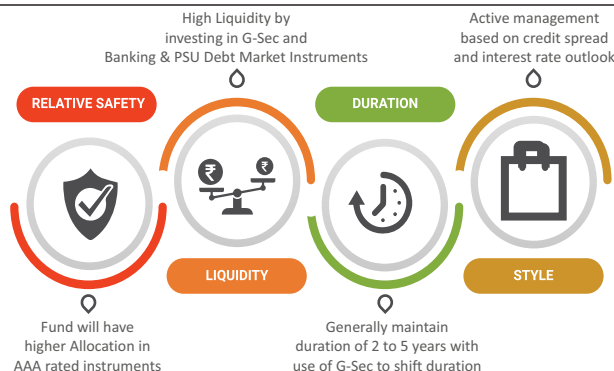 High Liquidity by
investing in G-Sec and
Banking & PSU Debt Market Instruments
Active management
based on credit spread
and interest rate outlook
RELATIVE SAFETY
DURATION
₹
₹
LIQUIDITY
STYLE
Fund will have
higher Allocation in
AAA rated instruments
Generally maintain
duration of 2 to 5 years with
use of G-Sec to shift duration